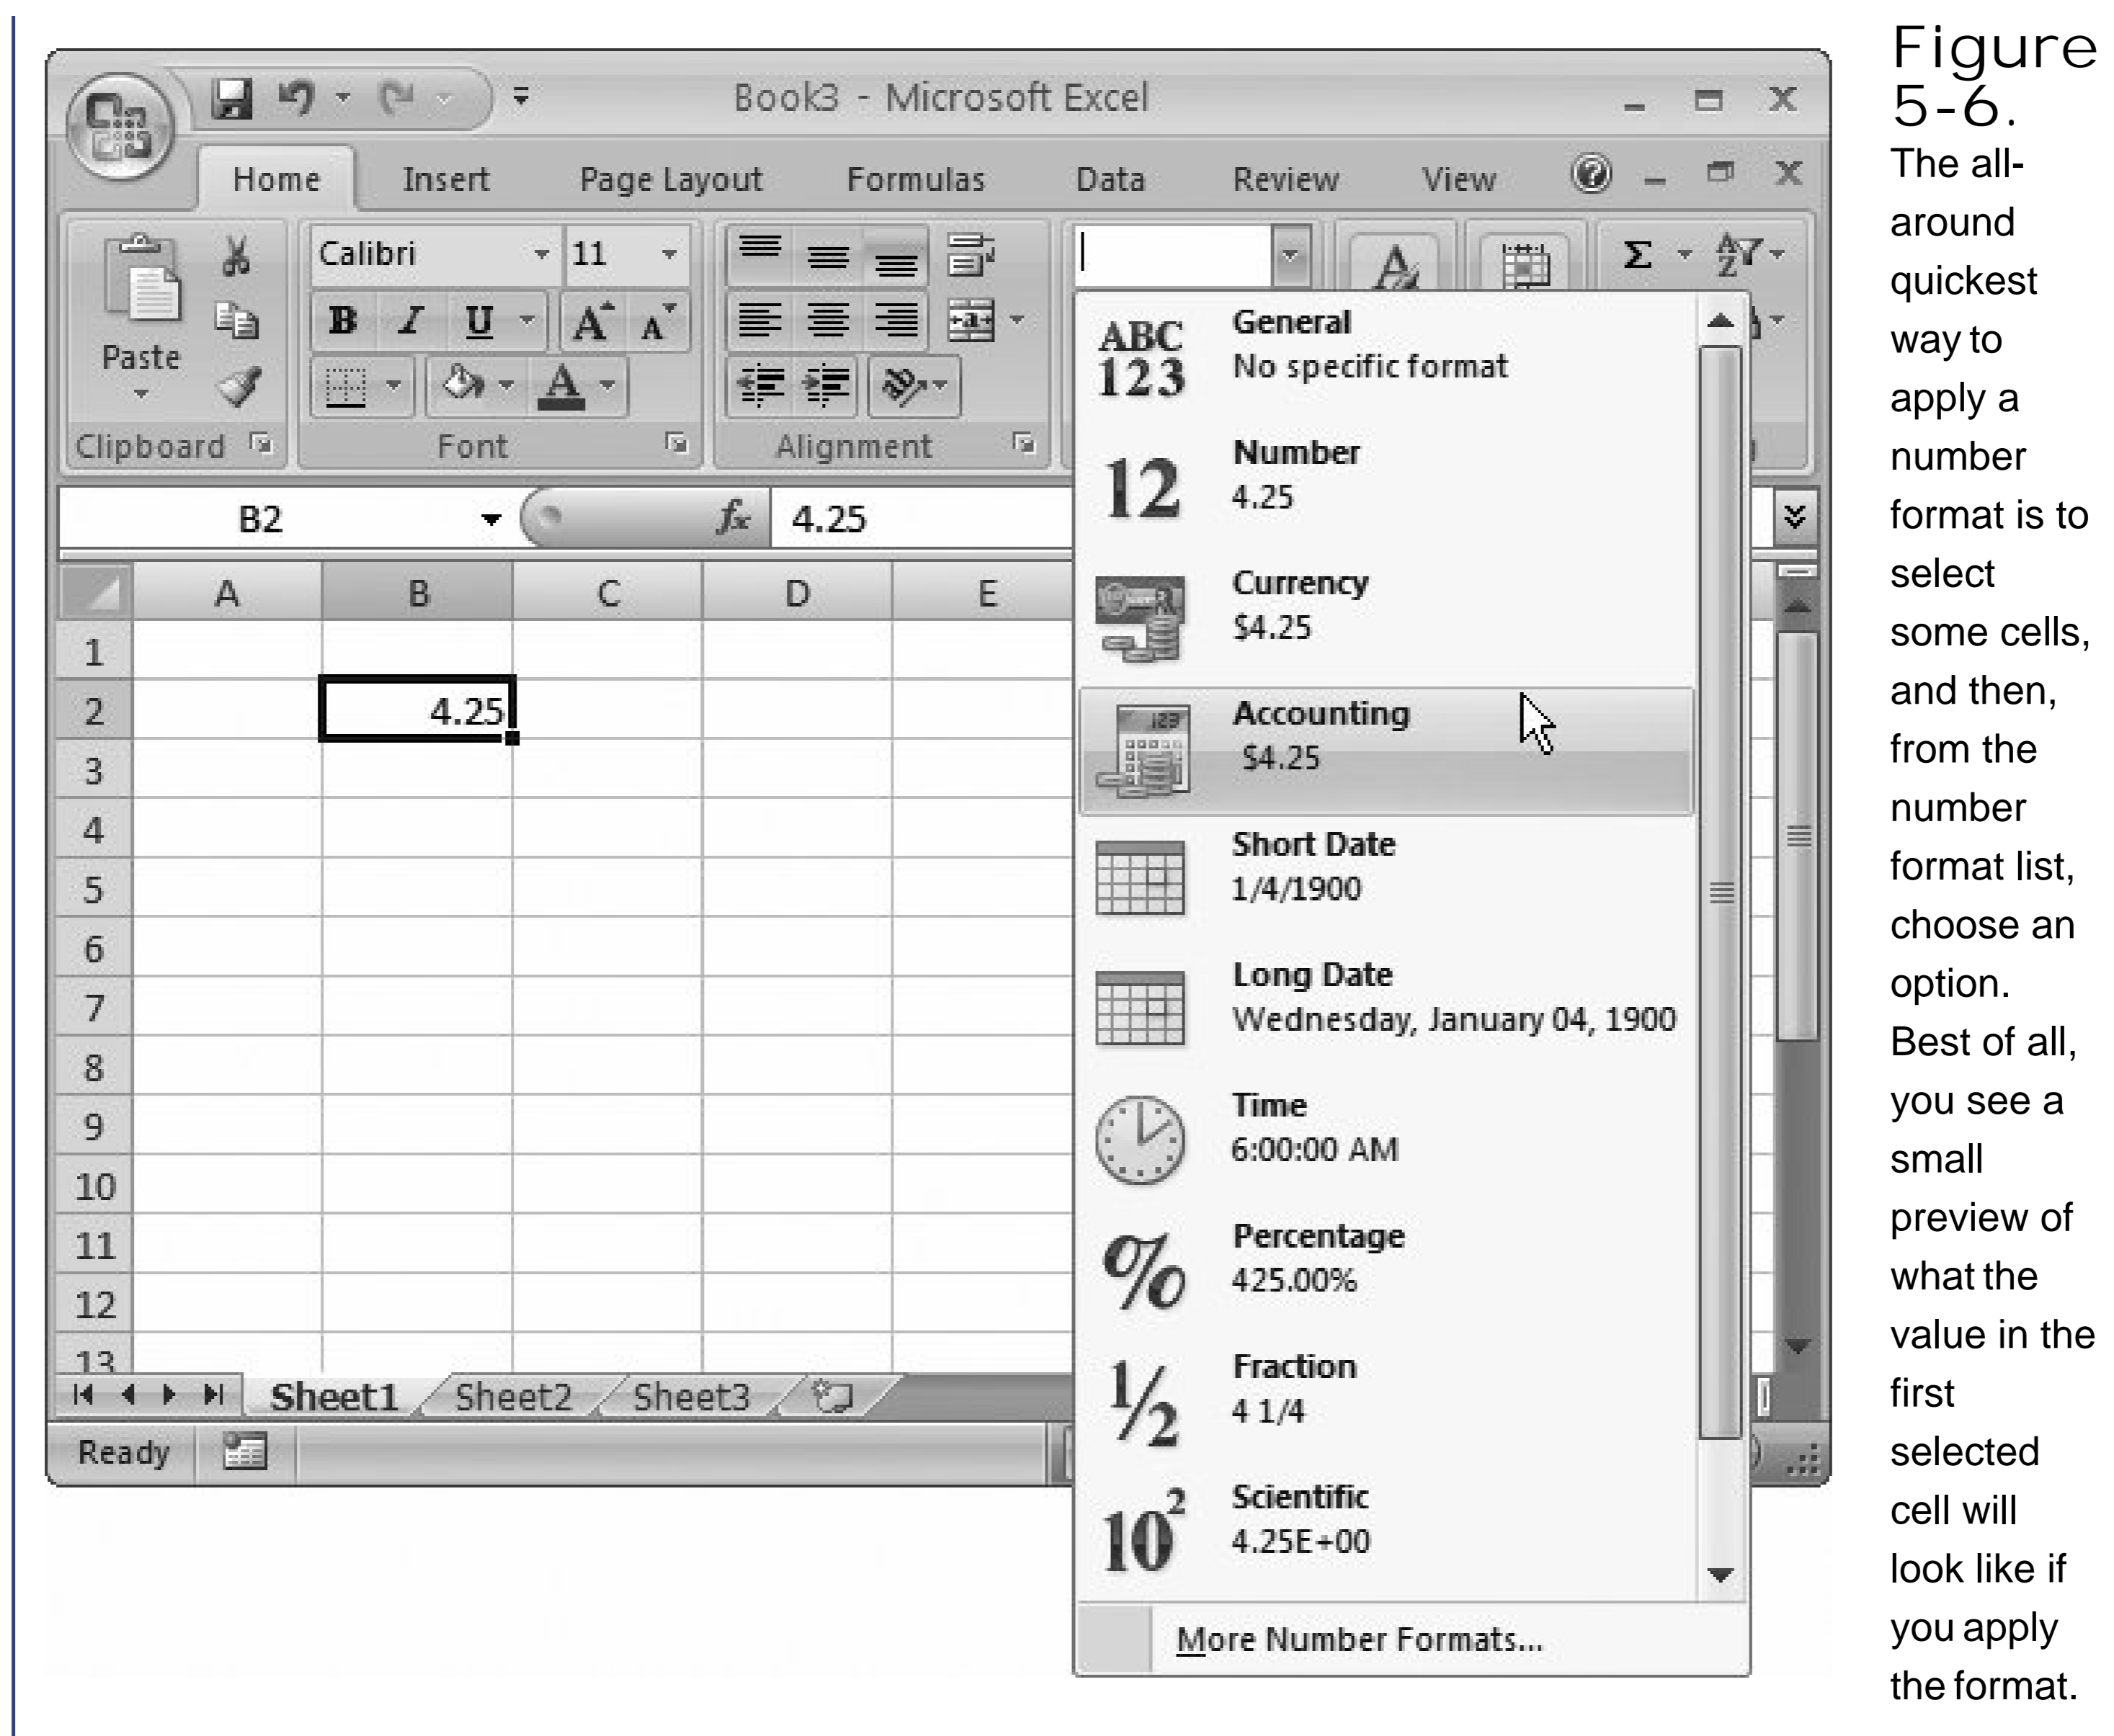 Book3 - Microsoft Excel
Home Insert Page Layout Formulas Data Review View
Calibri 11
Paste
B I U A A
A
Clipboard Font Alignment
B2 fx 4.25
A B C D E
1
2 4.25
3
4
5
6
7
8
9
10
11
12
13
Sheet1 Sheet2 Sheet3
Ready
ABC
123
General
No specific format
12
Number
4.25
Currency
$4.25
Accounting
$4.25
Short Date
1/4/1900
Long Date
Wednesday, January 04, 1900
Time
6:00:00 AM
%
Percentage
425.00%
1/2
Fraction
4 1/4
10²
Scientific
4.25E+00
More Number Formats...
Figure
5-6.
The all-
around
quickest
way to
apply a
number
format is to
select
some cells,
and then,
from the
number
format list,
choose an
option.
Best of all,
you see a
small
preview of
what the
value in the
first
selected
cell will
look like if
you apply
the format.